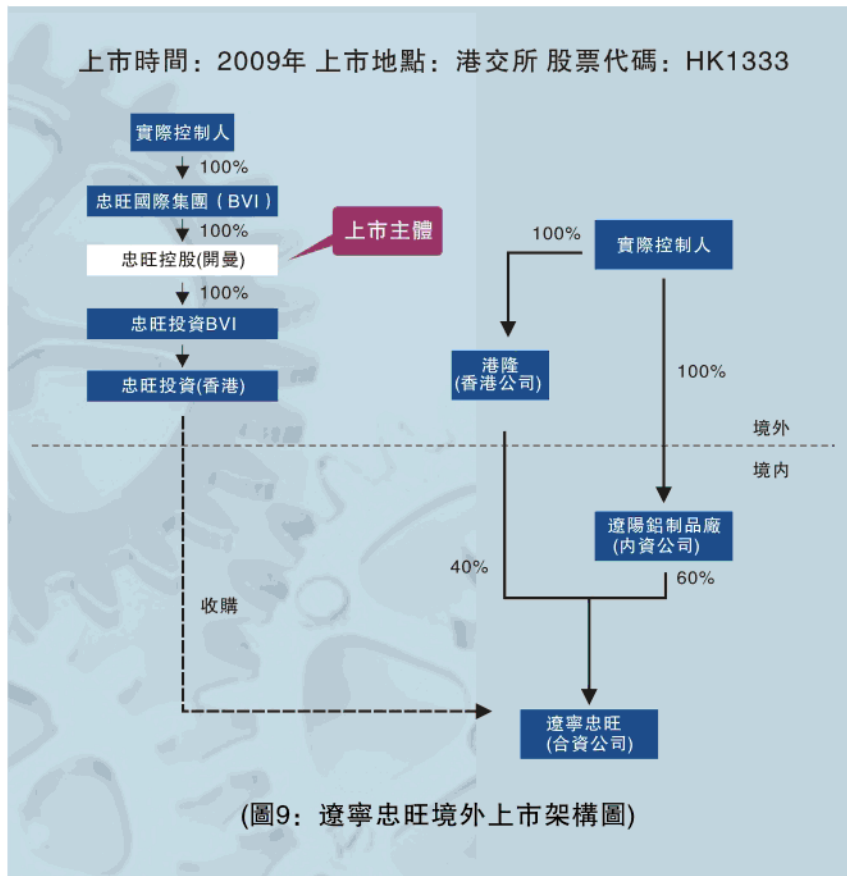 上市時間：2009年 上市地點：港交所 股票代碼：HK1333
實際控制人
100%
忠旺國際集團（BVI）
100%
上市主體
忠旺控股(開曼)
100%
忠旺投資BVI
忠旺投資(香港)
100%
實際控制人
港隆
(香港公司)
100%
境外
境内
遼陽鋁制品廠
(内資公司)
40%
60%
收購
遼寧忠旺
(合資公司)
(圖9：遼寧忠旺境外上市架構圖)